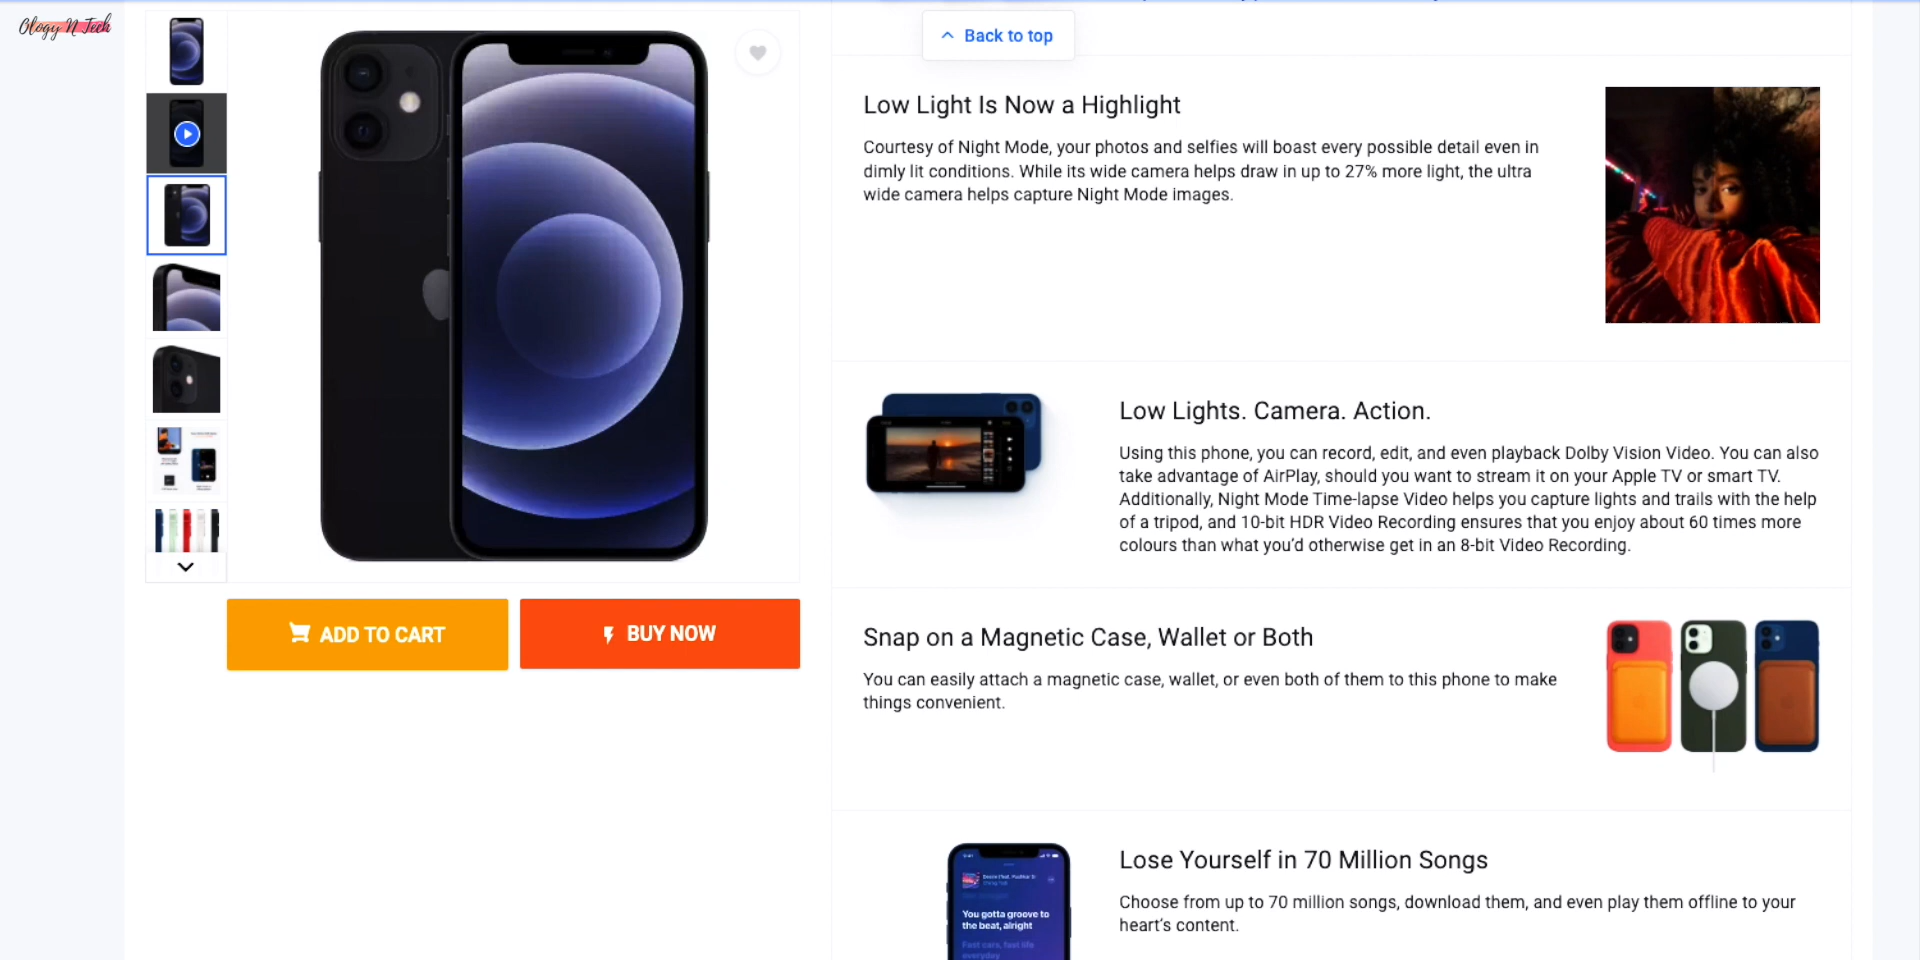 Ology N Tech
Back to top
Low Light Is Now a Highlight
Courtesy of Night Mode, your photos and selfies will boast every possible detail even in
dimly lit conditions. While its wide camera helps draw in up to 27% more light, the ultra
wide camera helps capture Night Mode images.
Low Lights. Camera. Action.
Using this phone, you can record, edit, and even playback Dolby Vision Video. You can also
take advantage of AirPlay, should you want to stream it on your Apple TV or smart TV.
Additionally, Night Mode Time-lapse Video helps you capture lights and trails with the help
of a tripod, and 10-bit HDR Video Recording ensures that you enjoy about 60 times more
colours than what you’d otherwise get in an 8-bit Video Recording.
ADD TO CART
BUY NOW
Snap on a Magnetic Case, Wallet or Both
You can easily attach a magnetic case, wallet, or even both of them to this phone to make
things convenient.
Lose Yourself in 70 Million Songs
Choose from up to 70 million songs, download them, and even play them offline to your
heart’s content.
You gotta groove to
the beat, alright
Fast cars, fast life
everyday